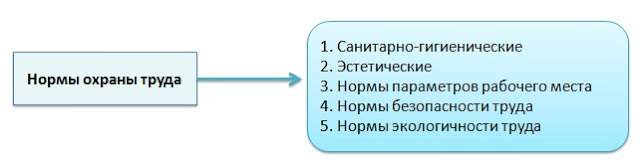 Нормы охраны труда
1. Санитарно-гигиенические
2. Эстетические
3. Нормы параметров рабочего места
4. Нормы безопасности труда
5. Нормы экологичности труда